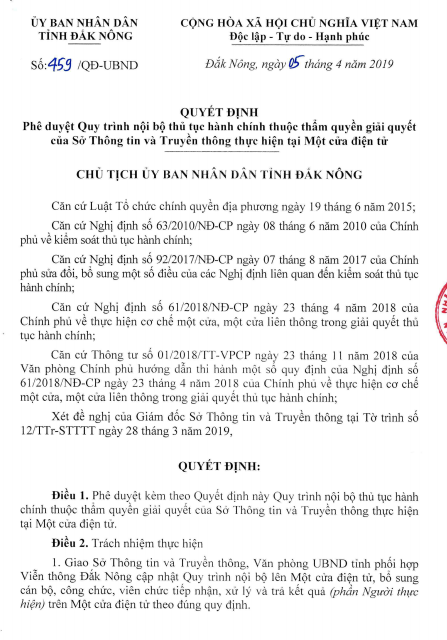 ỦY BAN NHÂN DÂN
TỈNH ĐẮK NÔNG
CỘNG HÒA XÃ HỘI CHỦ NGHĨA VIỆT NAM
Độc lập - Tự do - Hạnh phúc
Số: 459 /QĐ-UBND
Đắk Nông, ngày 05 tháng 4 năm 2019
QUYẾT ĐỊNH
Phê duyệt Quy trình nội bộ thủ tục hành chính thuộc thẩm quyền giải quyết
của Sở Thông tin và Truyền thông thực hiện tại Một cửa điện tử
CHỦ TỊCH ỦY BAN NHÂN DÂN TỈNH ĐẮK NÔNG
Căn cứ Luật Tổ chức chính quyền địa phương ngày 19 tháng 6 năm 2015;
Căn cứ Nghị định số 63/2010/NĐ-CP ngày 08 tháng 6 năm 2010 của Chính
phủ về kiểm soát thủ tục hành chính;
Căn cứ Nghị định số 92/2017/NĐ-CP ngày 07 tháng 8 năm 2017 của Chính
phủ sửa đổi, bổ sung một số điều của các Nghị định liên quan đến kiểm soát thủ tục
hành chính;
Căn cứ Nghị định số 61/2018/NĐ-CP ngày 23 tháng 4 năm 2018 của
Chính phủ về thực hiện cơ chế một cửa, một cửa liên thông trong giải quyết thủ
tục hành chính;
Căn cứ Thông tư số 01/2018/TT-VPCP ngày 23 tháng 11 năm 2018 của
Văn phòng Chính phủ hướng dẫn thi hành một số quy định của Nghị định số
61/2018/NĐ-CP ngày 23 tháng 4 năm 2018 của Chính phủ về thực hiện cơ chế
một cửa, một cửa liên thông trong giải quyết thủ tục hành chính;
Xét đề nghị của Giám đốc Sở Thông tin và Truyền thông tại Tờ trình số
12/TTr-STTTT ngày 28 tháng 3 năm 2019,
QUYẾT ĐỊNH:
Điều 1. Phê duyệt kèm theo Quyết định này Quy trình nội bộ thủ tục hành
chính thuộc thẩm quyền giải quyết của Sở Thông tin và Truyền thông thực hiện
tại Một cửa điện tử.
Điều 2. Trách nhiệm thực hiện
1. Giao Sở Thông tin và Truyền thông, Văn phòng UBND tỉnh phối hợp
Viễn thông Đắk Nông cập nhật Quy trình nội bộ lên Một cửa điện tử, bổ sung
cán bộ, công chức, viên chức tiếp nhận, xử lý và trả kết quả (phần Người thực
hiện) trên Một cửa điện tử theo đúng quy định.